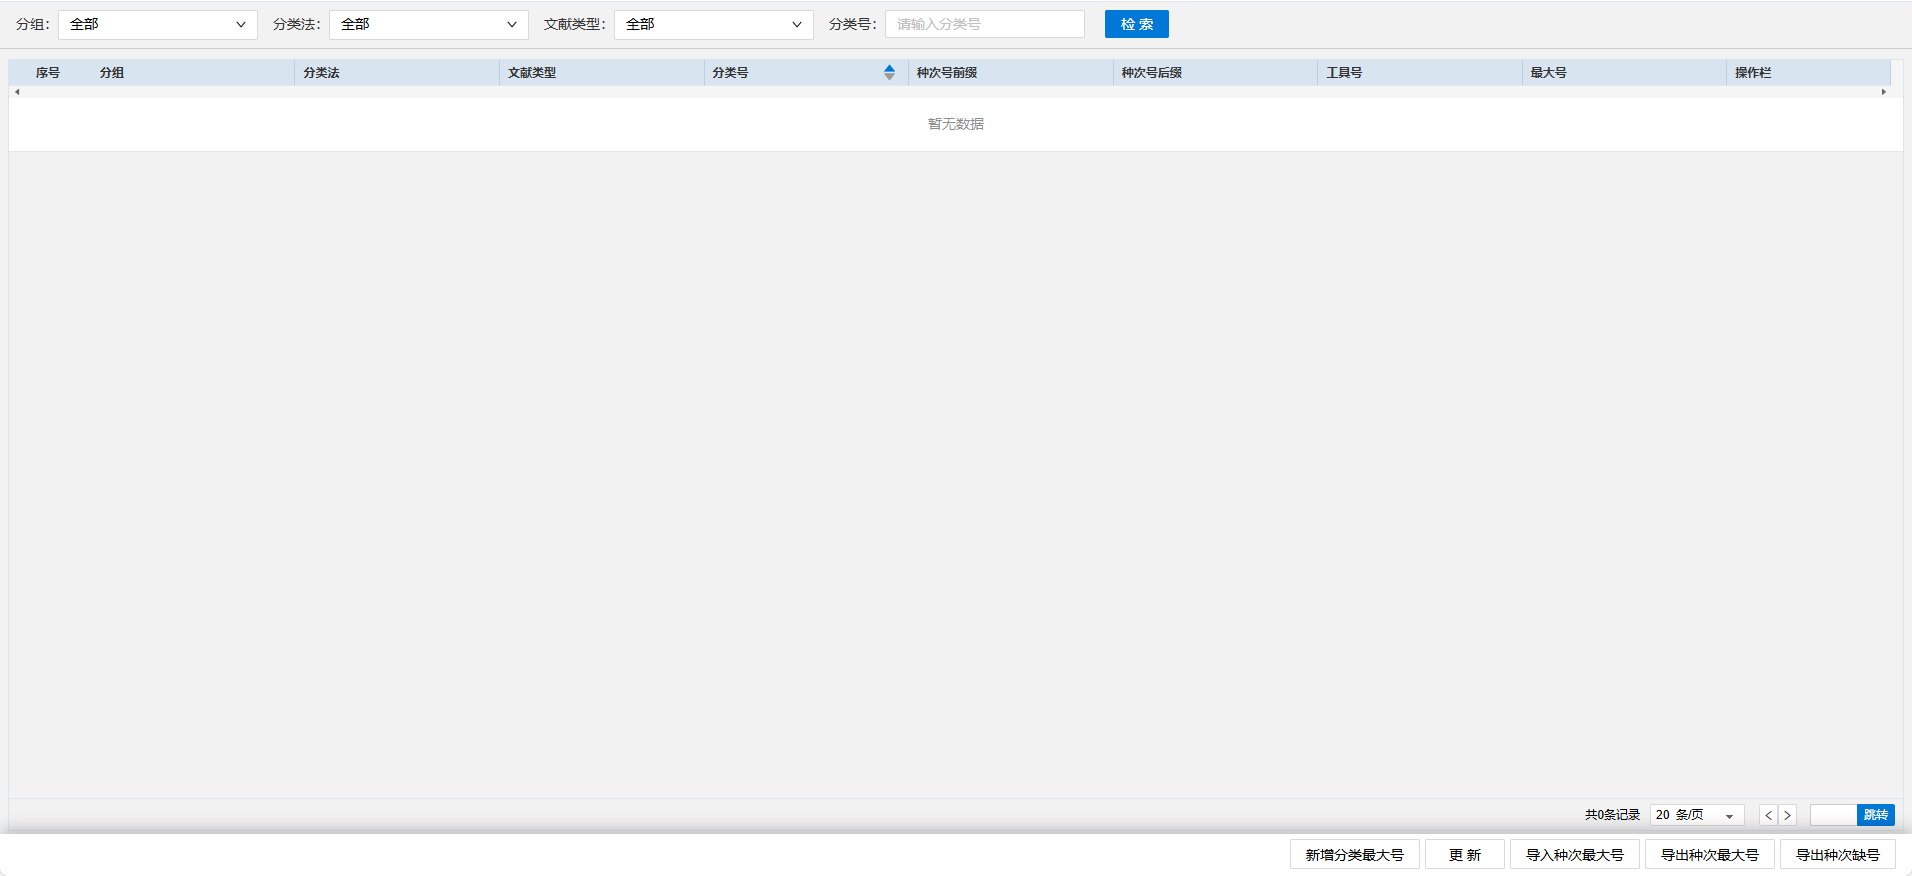 分组： 全部 分类法： 全部 文献类型： 全部 分类号： 请输入分类号 检 索
序号 分组 分类法 文献类型 分类号 种次号前缀 种次号后缀 工具号 最大号 操作栏
暂无数据
共0条记录 20 条/页 < > 跳转
新增分类最大号 更 新 导入种次最大号 导出种次最大号 导出种次缺号